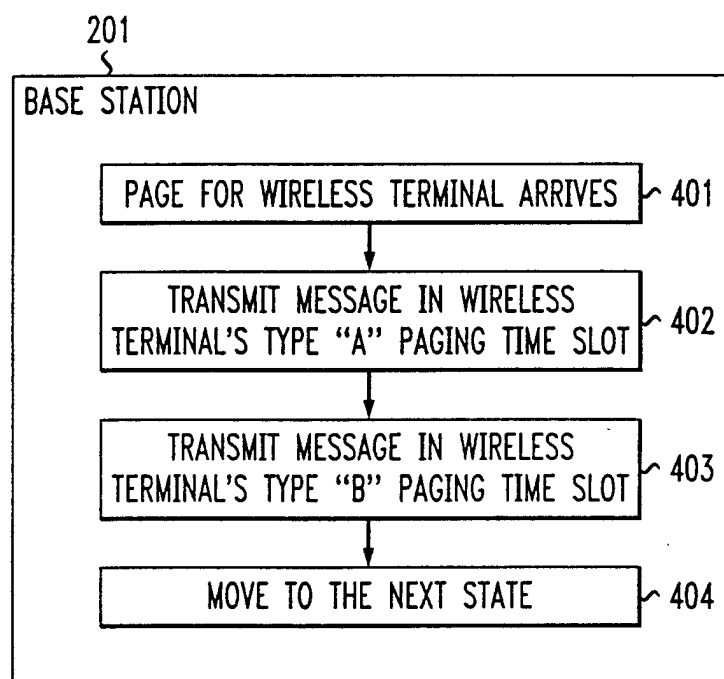 201
BASE STATION
PAGE FOR WIRELESS TERMINAL ARRIVES
401
TRANSMIT MESSAGE IN WIRELESS
TERMINAL'S TYPE “A” PAGING TIME SLOT
402
TRANSMIT MESSAGE IN WIRELESS
TERMINAL'S TYPE “B” PAGING TIME SLOT
403
MOVE TO THE NEXT STATE
404